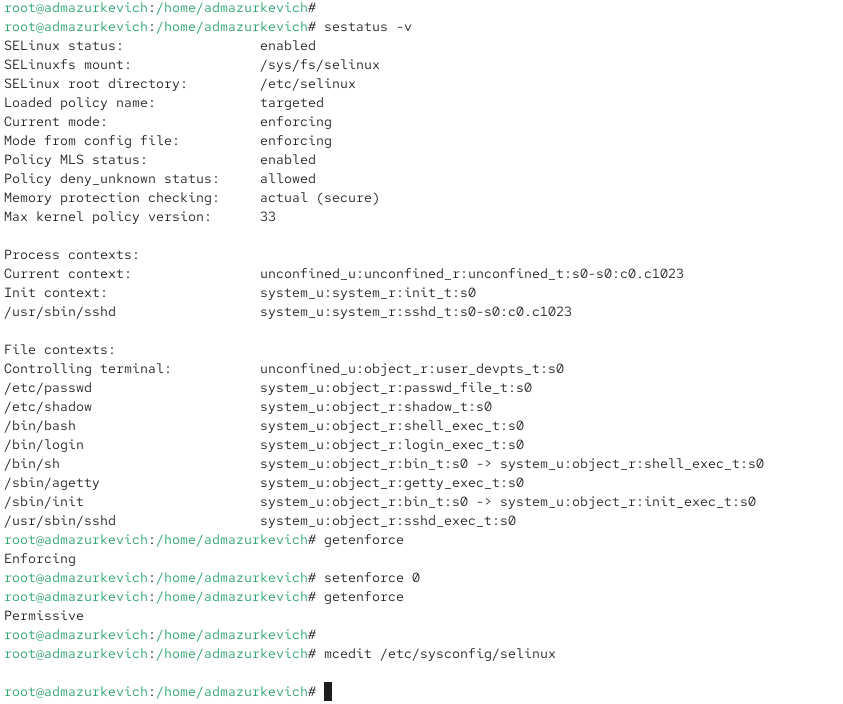 root@admazurkevich:/home/admazurkevich#
root@admazurkevich:/home/admazurkevich# sestatus -v
SELinux status:                 enabled
SELinuxfs mount:                /sys/fs/selinux
SELinux root directory:         /etc/selinux
Loaded policy name:             targeted
Current mode:                   enforcing
Mode from config file:          enforcing
Policy MLS status:              enabled
Policy deny_unknown status:     allowed
Memory protection checking:     actual (secure)
Max kernel policy version:      33

Process contexts:
Current context:                unconfined_u:unconfined_r:unconfined_t:s0-s0:c0.c1023
Init context:                   system_u:system_r:init_t:s0
/usr/sbin/sshd                  system_u:system_r:sshd_t:s0-s0:c0.c1023

File contexts:
Controlling terminal:           unconfined_u:object_r:user_devpts_t:s0
/etc/passwd                     system_u:object_r:passwd_file_t:s0
/etc/shadow                     system_u:object_r:shadow_t:s0
/bin/bash                       system_u:object_r:shell_exec_t:s0
/bin/login                      system_u:object_r:login_exec_t:s0
/bin/sh                         system_u:object_r:bin_t:s0 -> system_u:object_r:shell_exec_t:s0
/sbin/agetty                    system_u:object_r:getty_exec_t:s0
/sbin/init                      system_u:object_r:bin_t:s0 -> system_u:object_r:init_exec_t:s0
/usr/sbin/sshd                  system_u:object_r:sshd_exec_t:s0
root@admazurkevich:/home/admazurkevich# getenforce
Enforcing
root@admazurkevich:/home/admazurkevich# setenforce 0
root@admazurkevich:/home/admazurkevich# getenforce
Permissive
root@admazurkevich:/home/admazurkevich#
root@admazurkevich:/home/admazurkevich# mcedit /etc/sysconfig/selinux

root@admazurkevich:/home/admazurkevich#